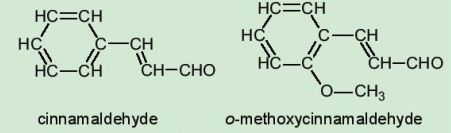 HC CH
HC C CH
HC CH CH CHO
cinnamaldehyde
HC CH
HC C CH
HC C CH CHO
O CH₃
o-methoxycinnamaldehyde